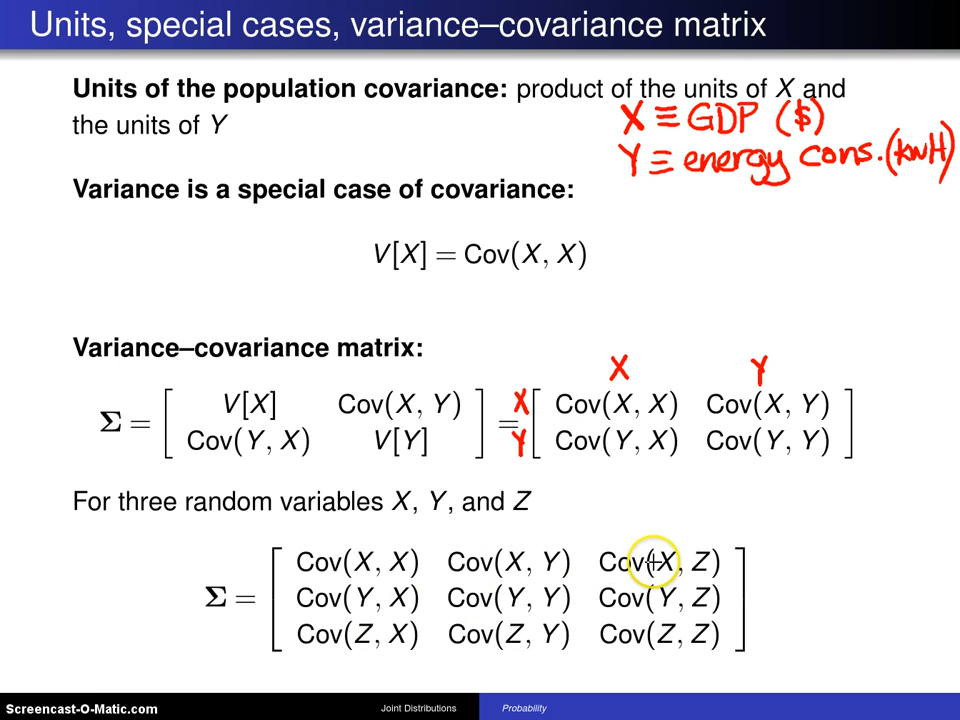 Units, special cases, variance–covariance matrix
Units of the population covariance: product of the units of X and
the units of Y
X ≡ GDP ($)
Y ≡ energy cons. (kwH)
Variance is a special case of covariance:
V[X] = Cov(X, X)
Variance–covariance matrix:
X Y
Σ = [ V[X] Cov(X, Y) ] = X [ Cov(X, X) Cov(X, Y) ]
Cov(Y, X) V[Y] Y Cov(Y, X) Cov(Y, Y)
For three random variables X, Y, and Z
Cov(X, X) Cov(X, Y) Cov(X, Z)
Σ = [ Cov(Y, X) Cov(Y, Y) Cov(Y, Z) ]
Cov(Z, X) Cov(Z, Y) Cov(Z, Z)
Screencast-O-Matic.com Joint Distributions Probability